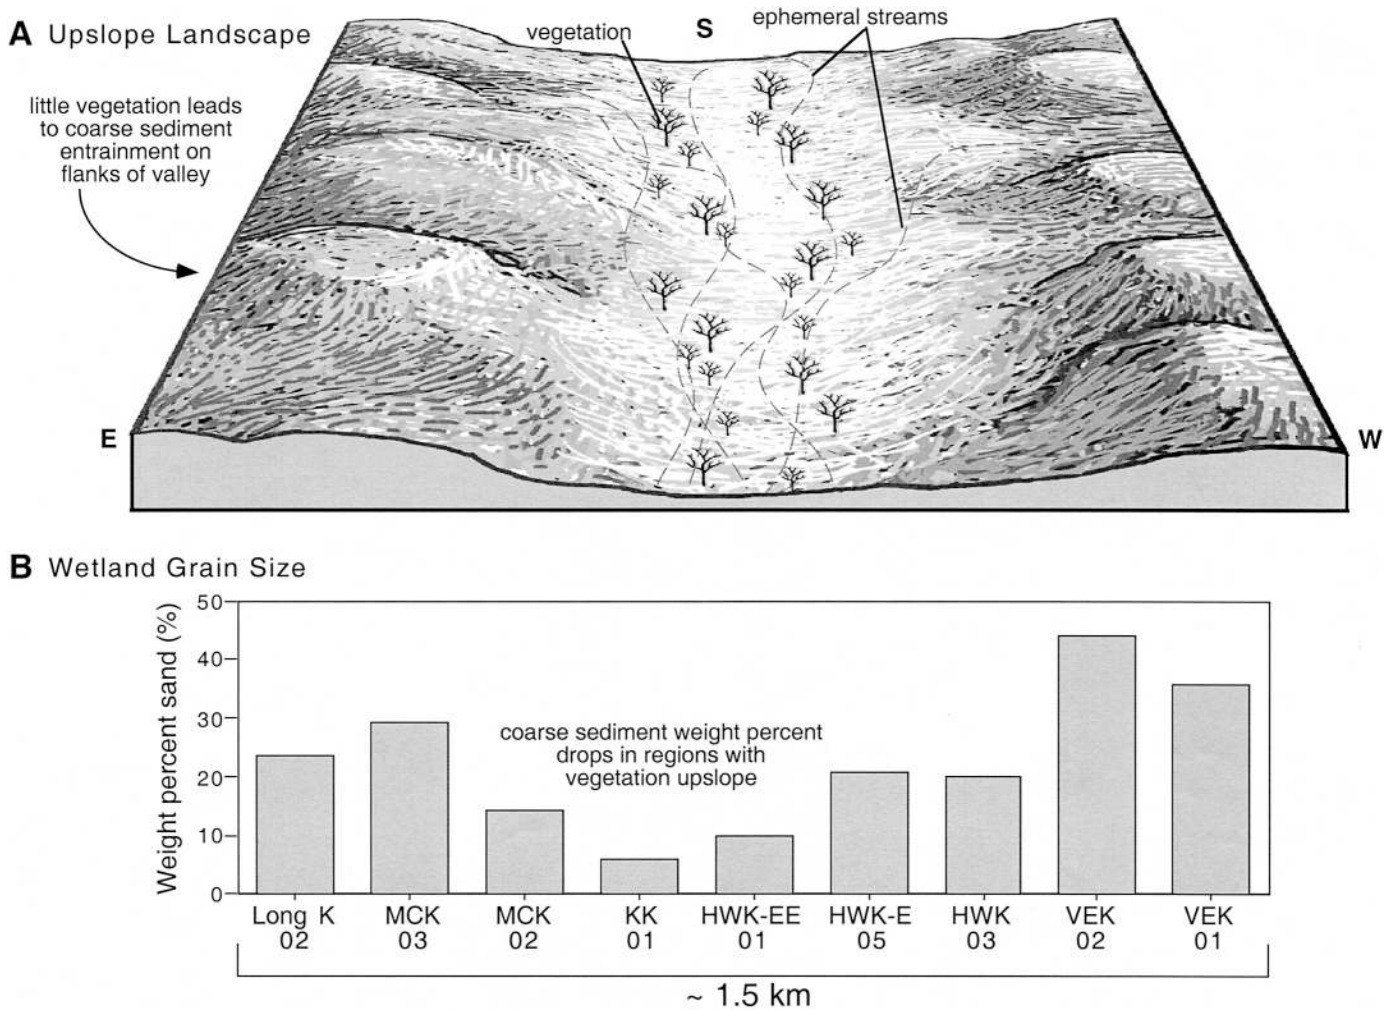 A Upslope Landscape
vegetation
S
ephemeral streams
little vegetation leads
to coarse sediment
entrainment on
flanks of valley
E
W
B Wetland Grain Size
Weight percent sand (%)
50
40
30
20
10
0
coarse sediment weight percent
drops in regions with
vegetation upslope
Long K
02
MCK
03
MCK
02
KK
01
HWK-EE
01
HWK-E
05
HWK
03
VEK
02
VEK
01
~ 1.5 km